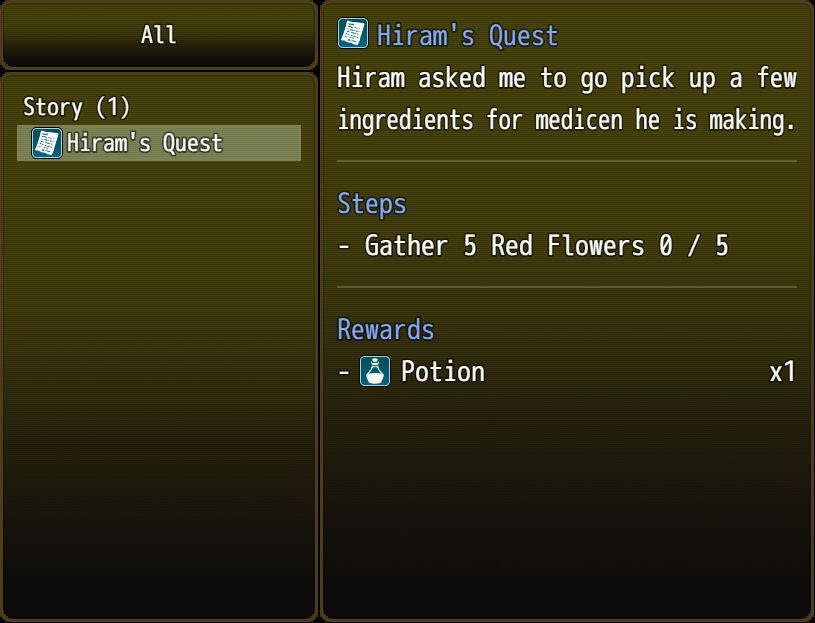 All
Story (1)
Hiram's Quest
Hiram's Quest
Hiram asked me to go pick up a few
ingredients for medicen he is making.
Steps
- Gather 5 Red Flowers 0 / 5
Rewards
- Potion x1